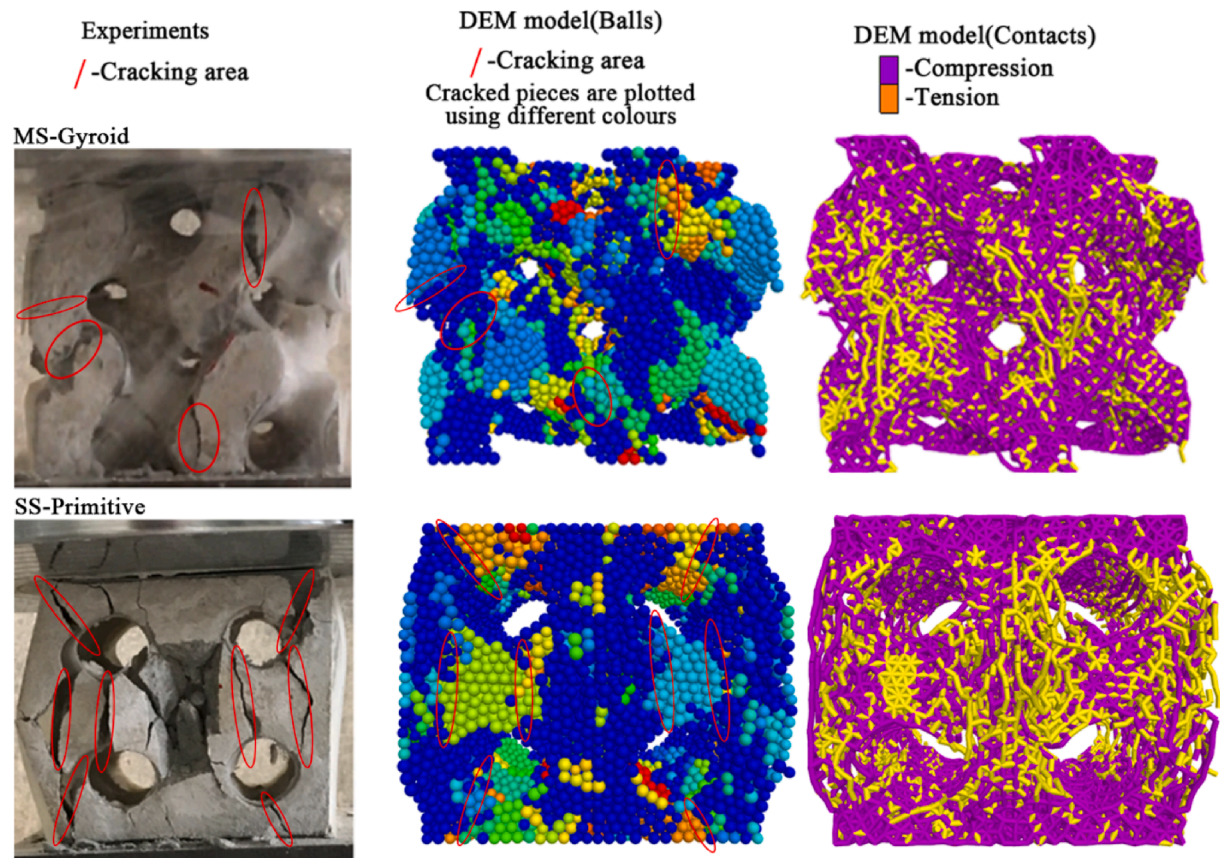 Experiments
-Cracking area
DEM model(Balls)
-Cracking area
Cracked pieces are plotted
using different colours
DEM model(Contacts)
-Compression
-Tension
MS-Gyroid
SS-Primitive